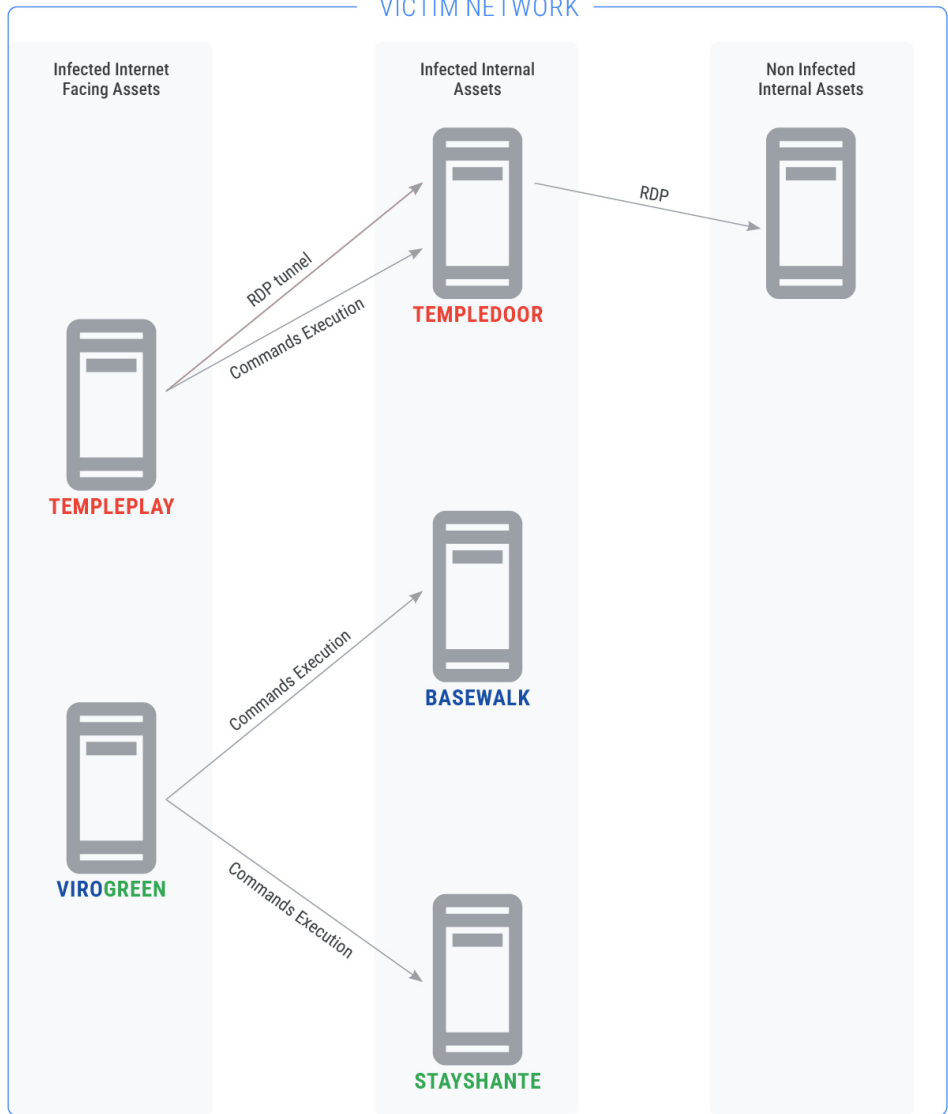 VICTIM NETWORK
Infected Internet
Facing Assets
Infected Internal
Assets
Non Infected
Internal Assets
RDP tunnel
Commands Execution
RDP
TEMPLEDOOR
TEMPLEPLAY
Commands Execution
BASEWALK
VIROGREEN
Commands Execution
STAYSHANTE